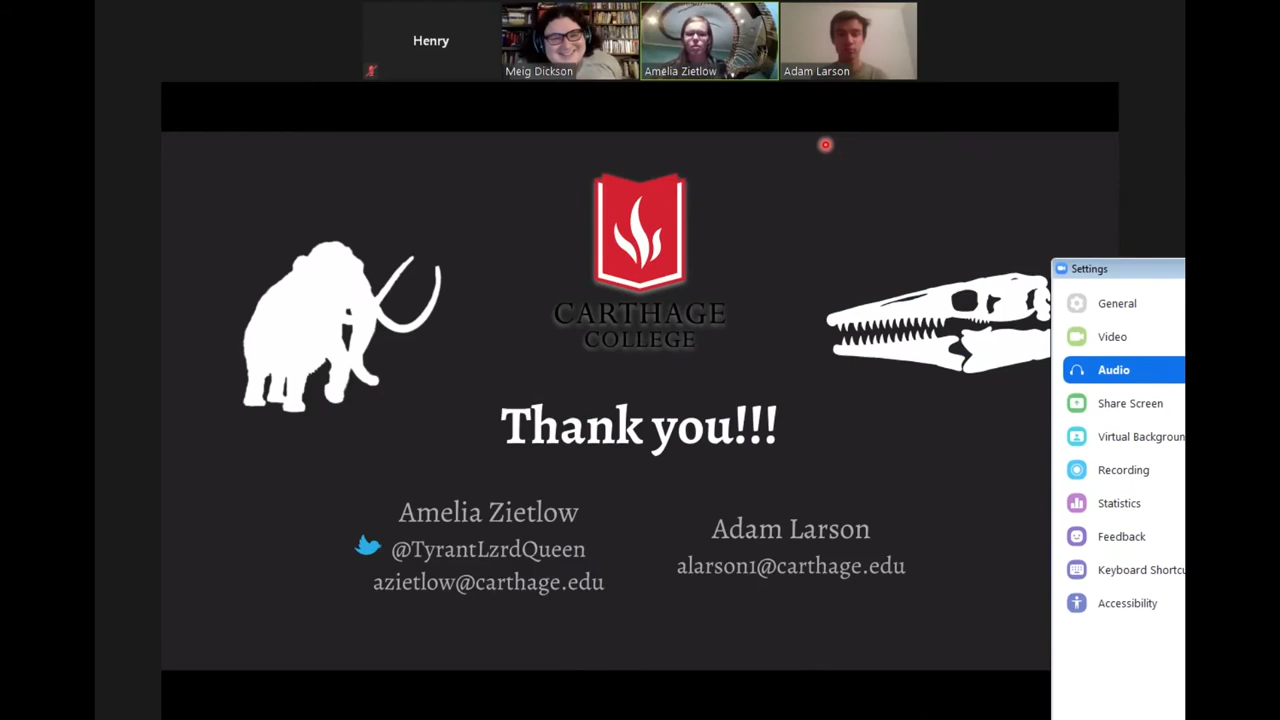 Henry
Meig Dickson
Amelia Zietlow
Adam Larson
CARTHAGE
COLLEGE
Thank you!!!
Amelia Zietlow
@TyrantLzrdQueen
azietlow@carthage.edu
Adam Larson
alarson1@carthage.edu
Settings
General
Video
Audio
Share Screen
Virtual Backgroun
Recording
Statistics
Feedback
Keyboard Shortcu
Accessibility